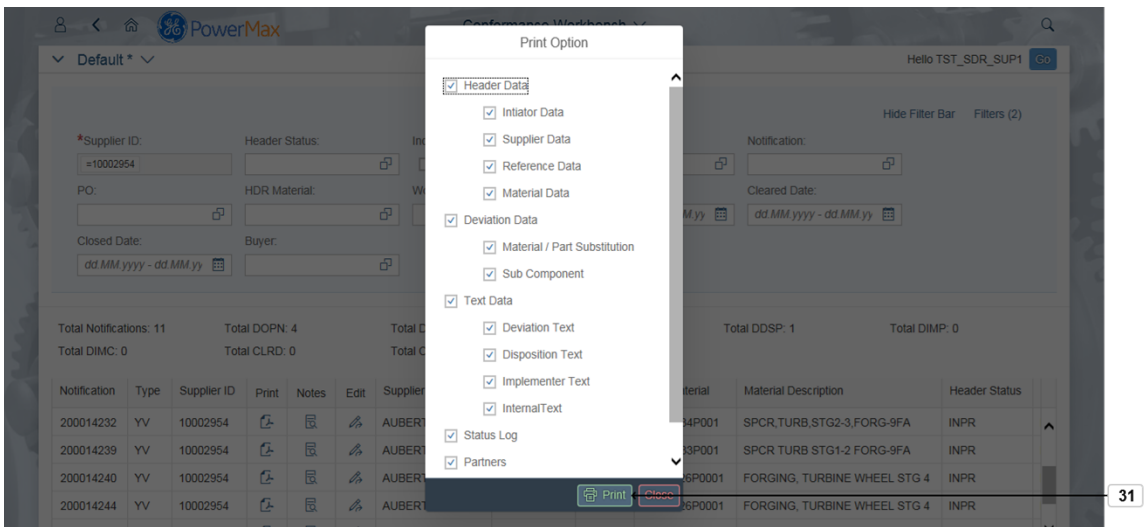 PowerMax
Conformance Workbench
Default *
Hello TST_SDR_SUP1 Go
Print Option
Header Data
Intiator Data
Supplier Data
Reference Data
Material Data
Deviation Data
Material / Part Substitution
Sub Component
Text Data
Deviation Text
Disposition Text
Implementer Text
InternalText
Status Log
Partners
Print Close
31
Hide Filter Bar Filters (2)
*Supplier ID: Header Status: Notification:
=10002954
PO: HDR Material: Cleared Date:
dd.MM.yyyy - dd.MM.yy
Closed Date: Buyer:
dd.MM.yyyy - dd.MM.yy
Total Notifications: 11 Total DOPN: 4 Total DDSP: 1 Total DIMP: 0
Total DIMC: 0 Total CLRD: 0
Notification Type Supplier ID Print Notes Edit Supplier Material Description Header Status
200014232 YV 10002954 AUBERT SPCR,TURB,STG2-3,FORG-9FA INPR
200014239 YV 10002954 AUBERT SPCR TURB STG1-2 FORG-9FA INPR
200014240 YV 10002954 AUBERT FORGING, TURBINE WHEEL STG 4 INPR
200014244 YV 10002954 AUBERT FORGING, TURBINE WHEEL STG 4 INPR